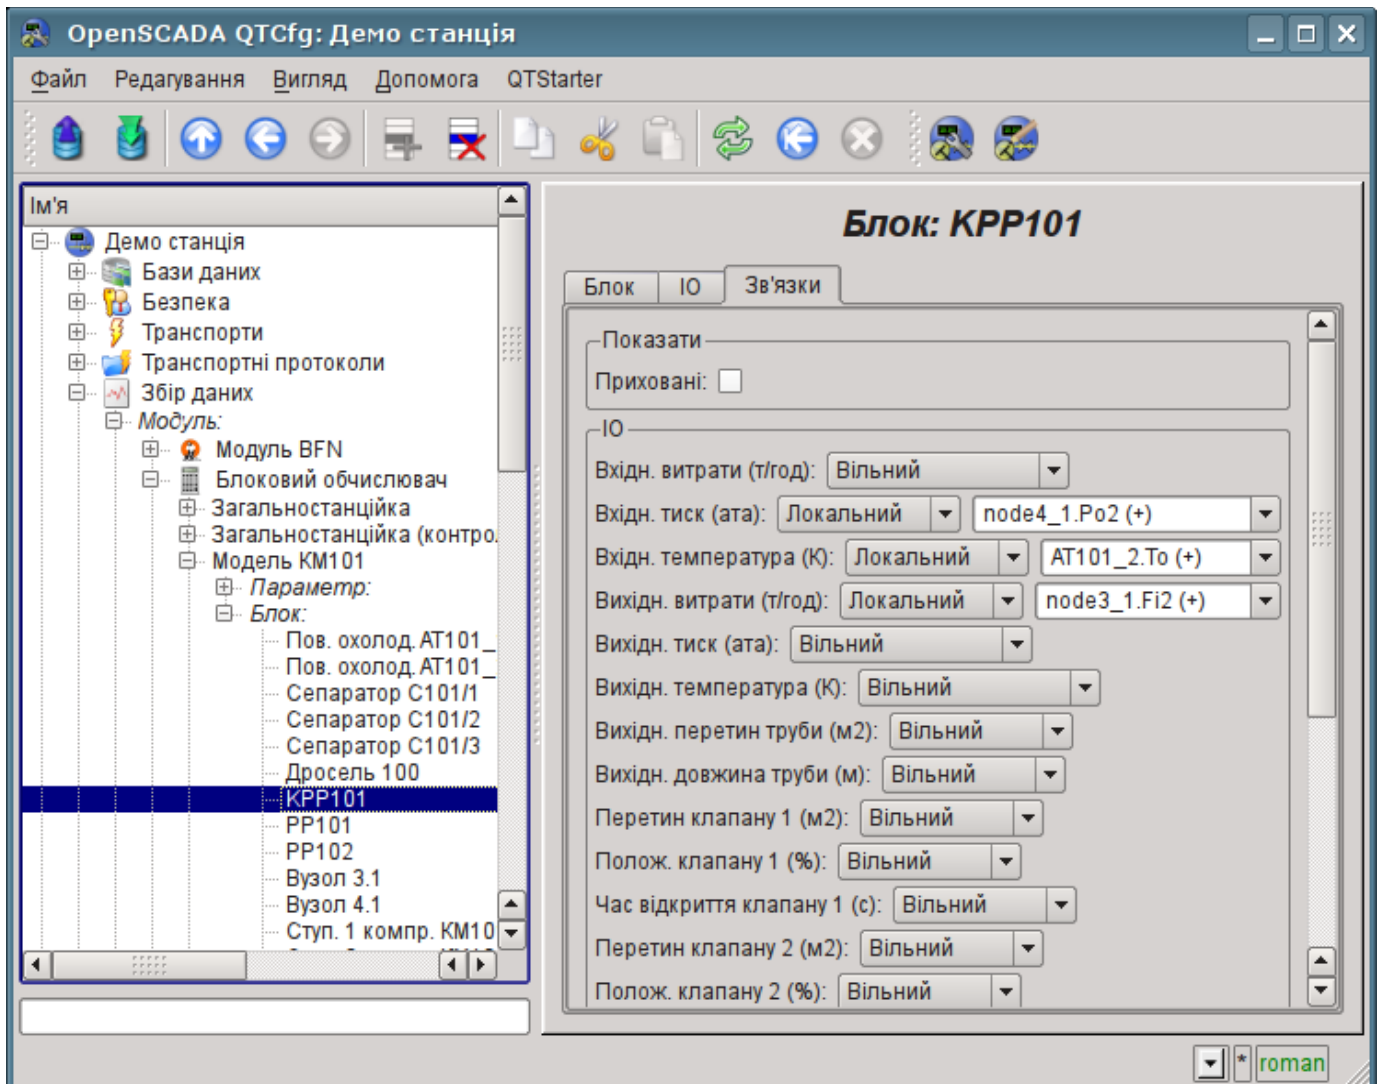 OpenSCADA QTCfg: Демо станція
Файл Редагування Вигляд Допомога QTStarter
Ім'я
Демо станція
Бази даних
Безпека
Транспорти
Транспортні протоколи
Збір даних
Модуль:
Модуль BFN
Блоковий обчислювач
Загальностанційка
Загальностанційка (контро.
Модель КМ101
Параметр:
Блок:
Пов. охолод. АТ101_
Пов. охолод. АТ101_
Сепаратор С101/1
Сепаратор С101/2
Сепаратор С101/3
Дросель 100
КРР101
РР101
РР102
Вузол 3.1
Вузол 4.1
Ступ. 1 компр. КМ10
Блок: КРР101
Блок IO Зв'язки
Показати
Приховані:
IO
Вхідн. витрати (т/год): Вільний
Вхідн. тиск (ата): Локальний node4_1.Po2 (+)
Вхідн. температура (К): Локальний AT101_2.To (+)
Вихідн. витрати (т/год): Локальний node3_1.Fi2 (+)
Вихідн. тиск (ата): Вільний
Вихідн. температура (К): Вільний
Вихідн. перетин труби (м2): Вільний
Вихідн. довжина труби (м): Вільний
Перетин клапану 1 (м2): Вільний
Полож. клапану 1 (%): Вільний
Час відкриття клапану 1 (с): Вільний
Перетин клапану 2 (м2): Вільний
Полож. клапану 2 (%): Вільний
* roman